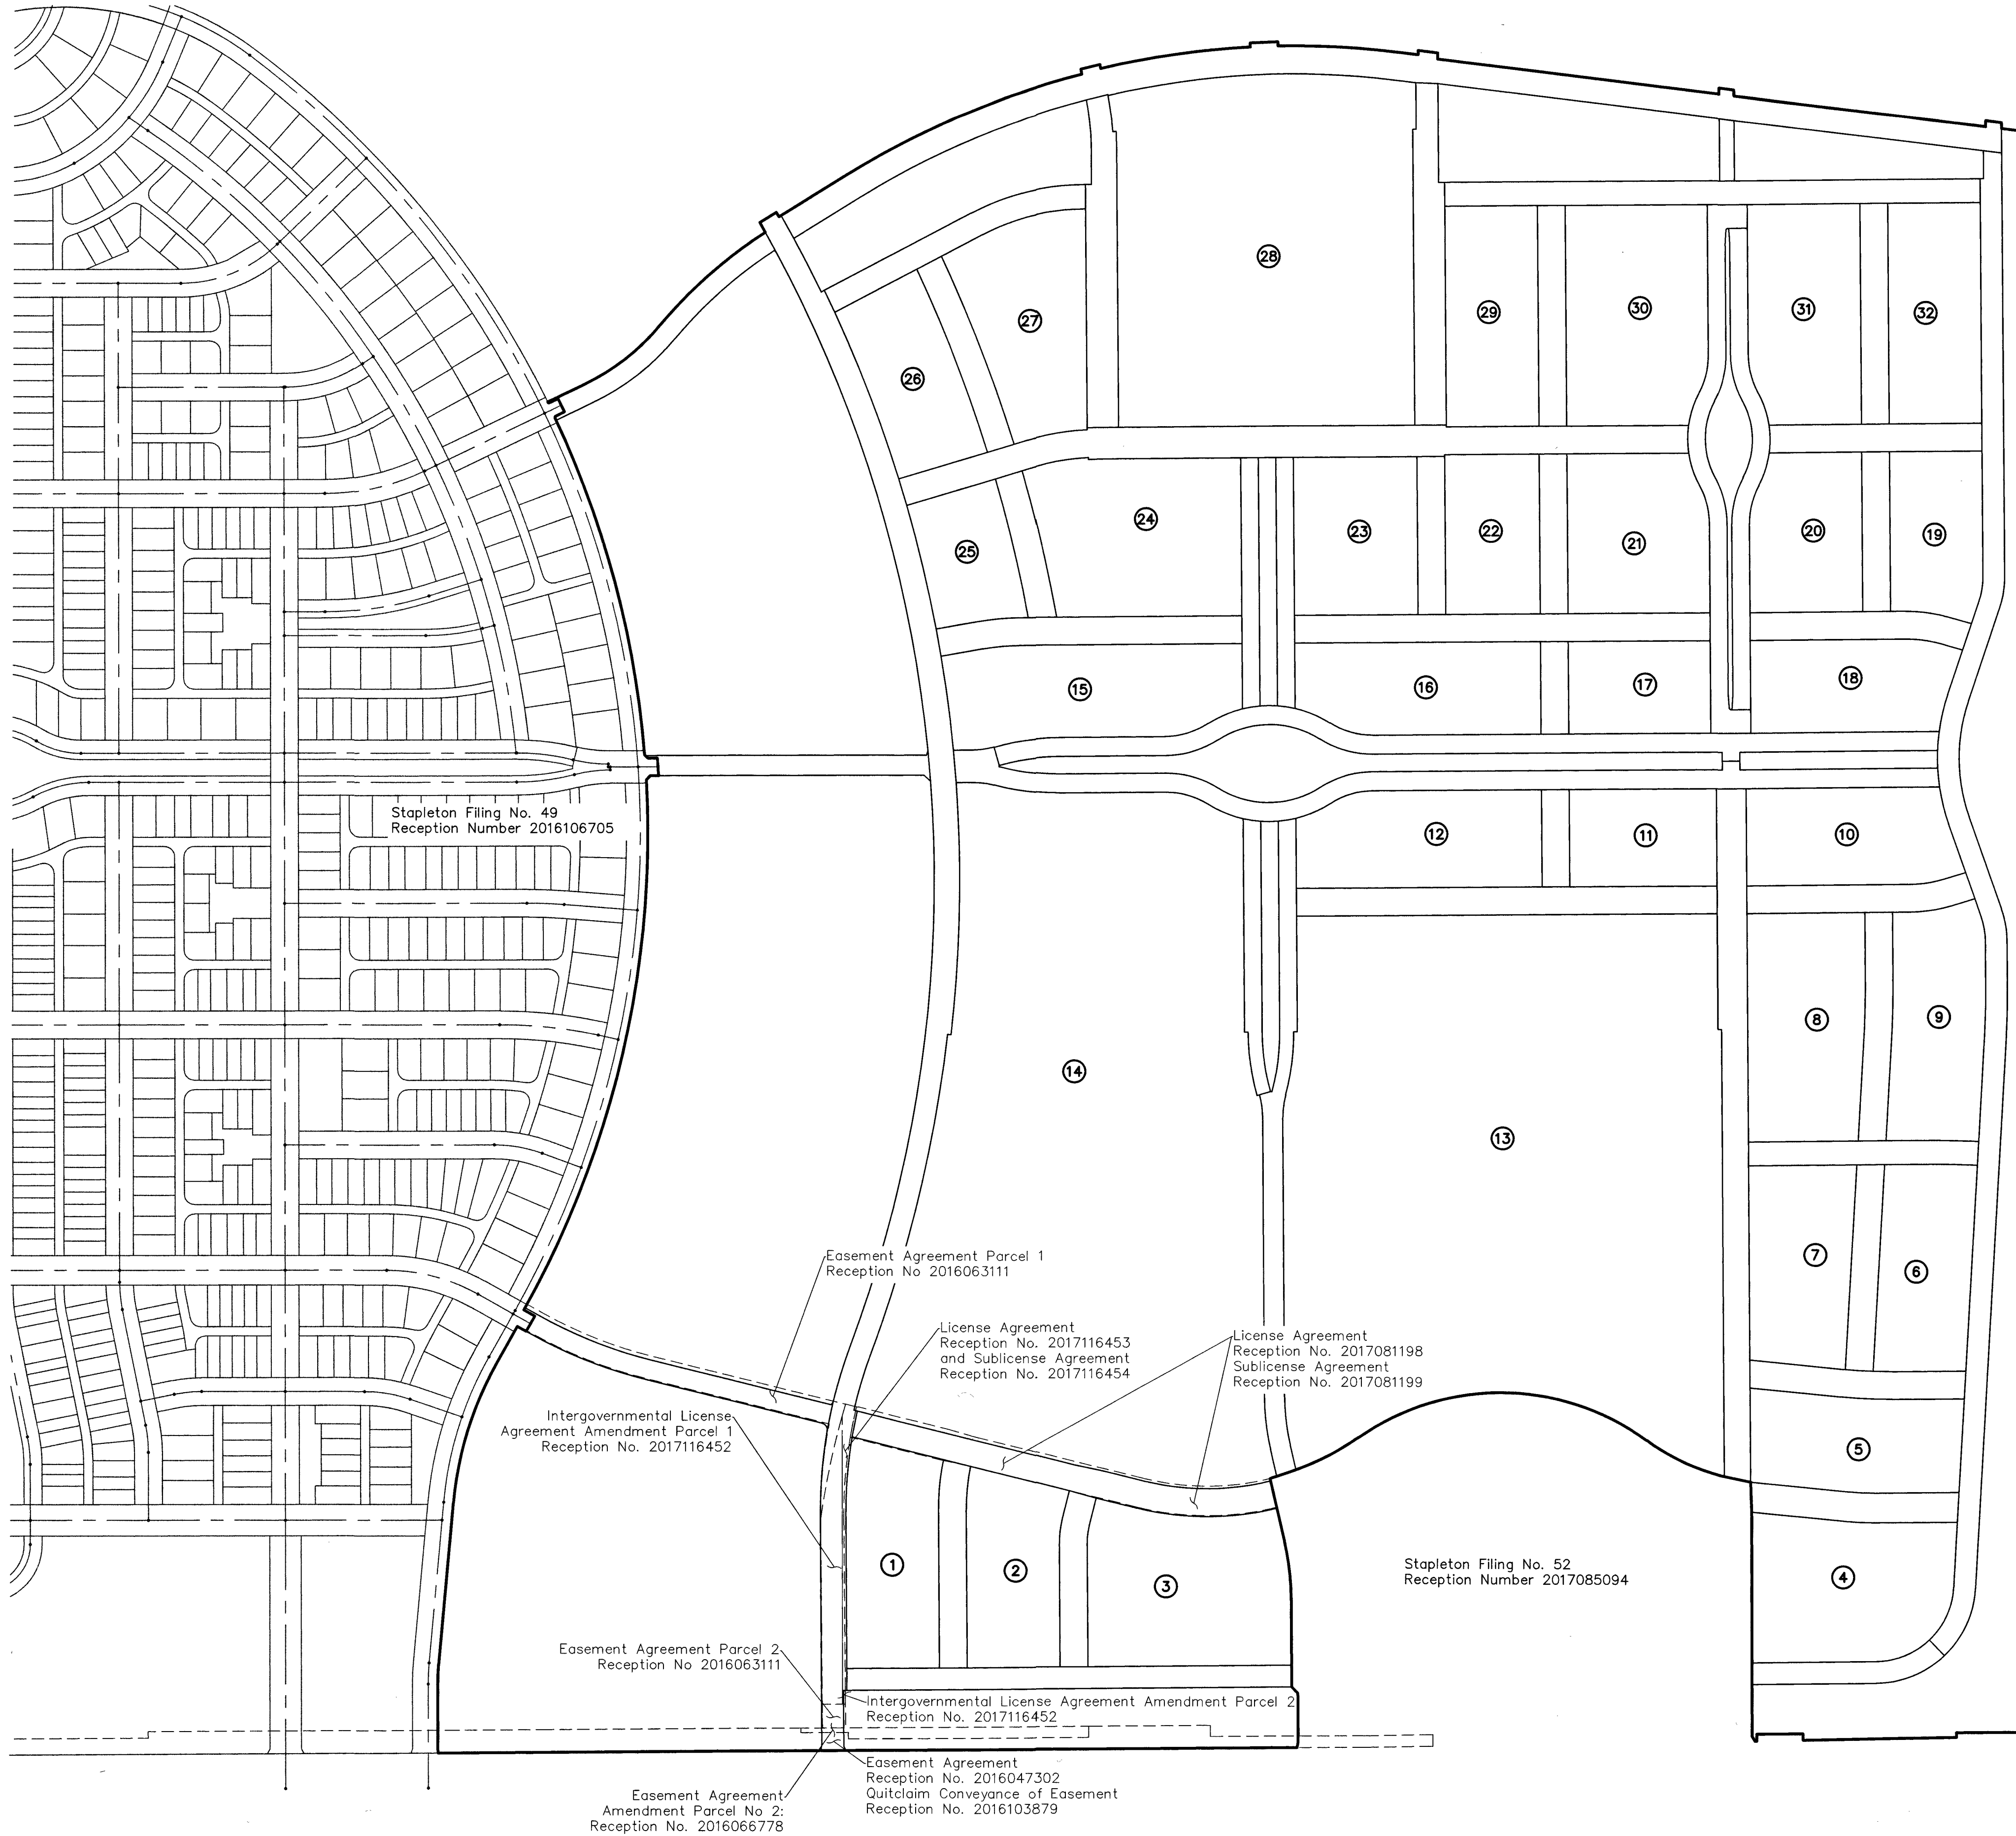 28
27
29
30
31
32
26
24
23
22
21
20
19
25
15
16
17
18
Stapleton Filing No. 49
Reception Number 2016106705
12
11
10
14
8
9
13
7
6
Easement Agreement Parcel 1
Reception No 2016063111
License Agreement
Reception No. 2017116453
and Sublicense Agreement
Reception No. 2017116454
License Agreement
Reception No. 2017081198
Sublicense Agreement
Reception No. 2017081199
Intergovernmental License
Agreement Amendment Parcel 1
Reception No. 2017116452
5
1
2
3
Stapleton Filing No. 52
Reception Number 2017085094
4
Easement Agreement Parcel 2
Reception No 2016063111
Intergovernmental License Agreement Amendment Parcel 2
Reception No. 2017116452
Easement Agreement
Reception No. 2016047302
Quitclaim Conveyance of Easement
Reception No. 2016103879
Easement Agreement
Amendment Parcel No 2:
Reception No. 2016066778